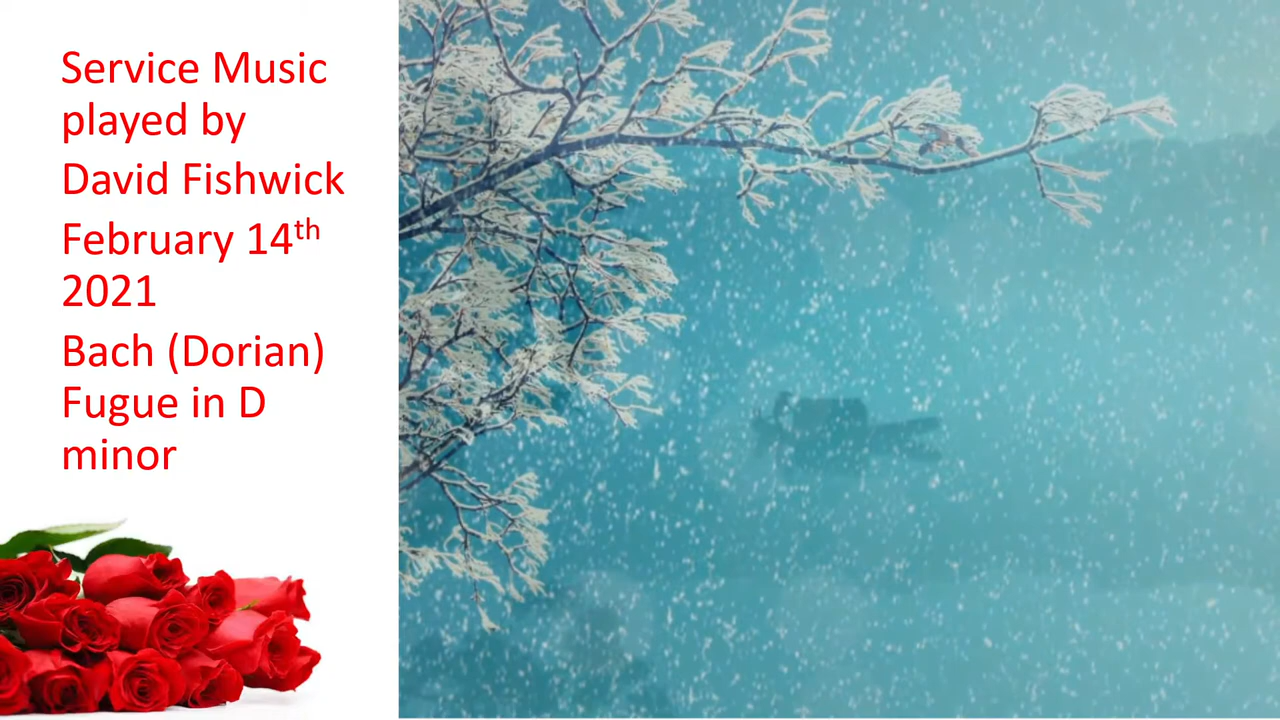 Service Music
played by
David Fishwick
February 14th
2021
Bach (Dorian)
Fugue in D
minor